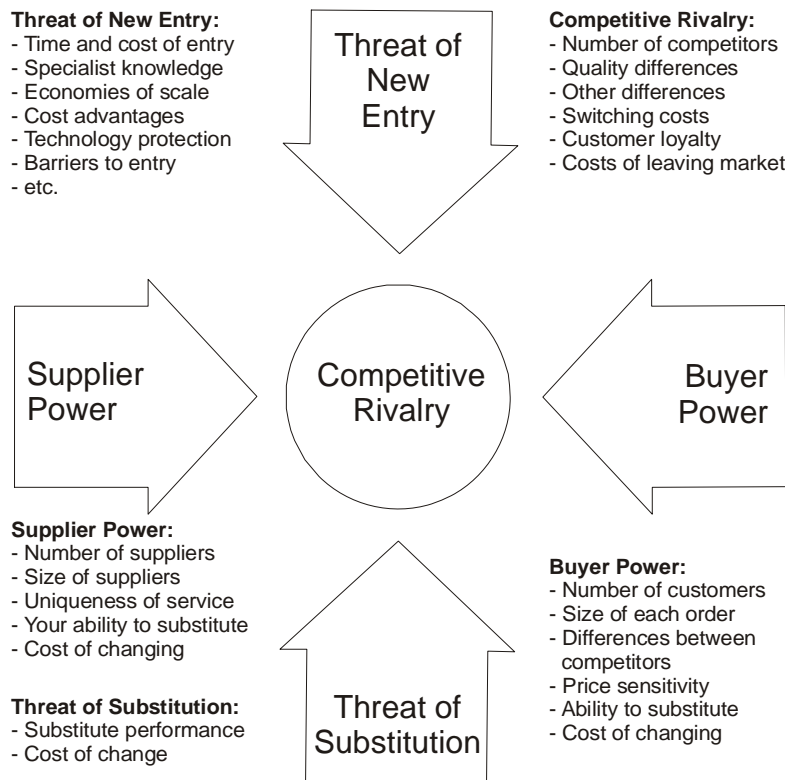 Threat of New Entry:
- Time and cost of entry
- Specialist knowledge
- Economies of scale
- Cost advantages
- Technology protection
- Barriers to entry
- etc.
Threat of
New
Entry
Competitive Rivalry:
- Number of competitors
- Quality differences
- Other differences
- Switching costs
- Customer loyalty
- Costs of leaving market
Supplier
Power
Competitive
Rivalry
Buyer
Power
Supplier Power:
- Number of suppliers
- Size of suppliers
- Uniqueness of service
- Your ability to substitute
- Cost of changing
Threat of Substitution:
- Substitute performance
- Cost of change
Threat of
Substitution
Buyer Power:
- Number of customers
- Size of each order
- Differences between
competitors
- Price sensitivity
- Ability to substitute
- Cost of changing